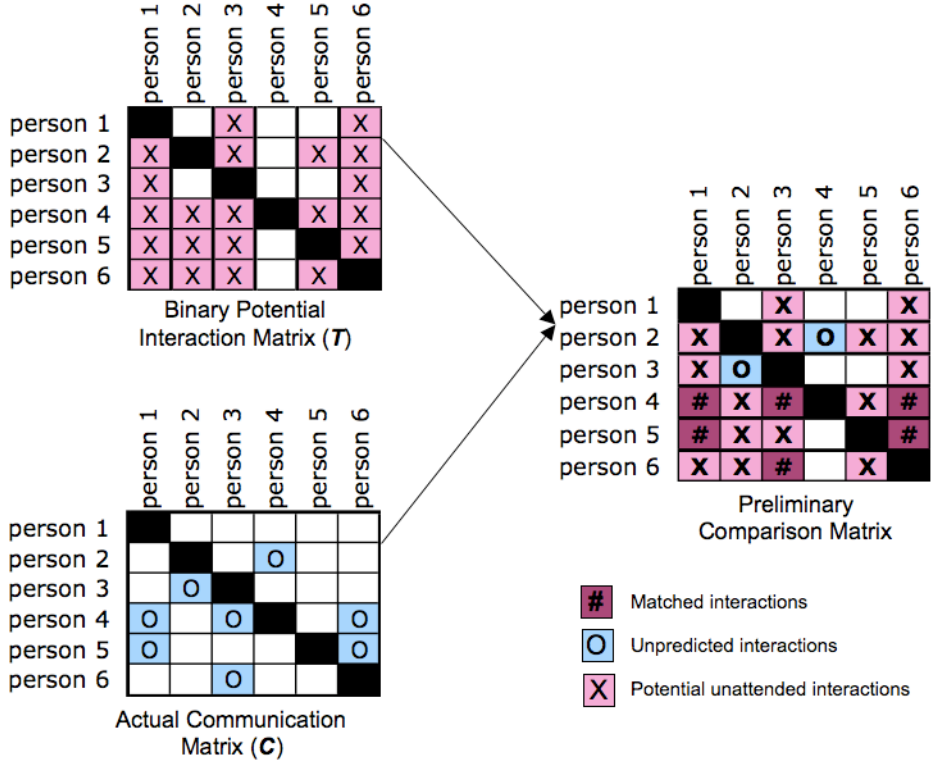 person 1 person 2 person 3 person 4 person 5 person 6
person 1 X X
person 2 X X X X
person 3 X X
person 4 X X X X X
person 5 X X X X
person 6 X X X X
Binary Potential
Interaction Matrix (T)
person 1 person 2 person 3 person 4 person 5 person 6
person 1
person 2 O
person 3 O
person 4 O O O
person 5 O O
person 6 O
Actual Communication
Matrix (C)
person 1 person 2 person 3 person 4 person 5 person 6
person 1 X X
person 2 X X O X X
person 3 X O X
person 4 # X # X #
person 5 # X X #
person 6 X X # X
Preliminary
Comparison Matrix
# Matched interactions
O Unpredicted interactions
X Potential unattended interactions